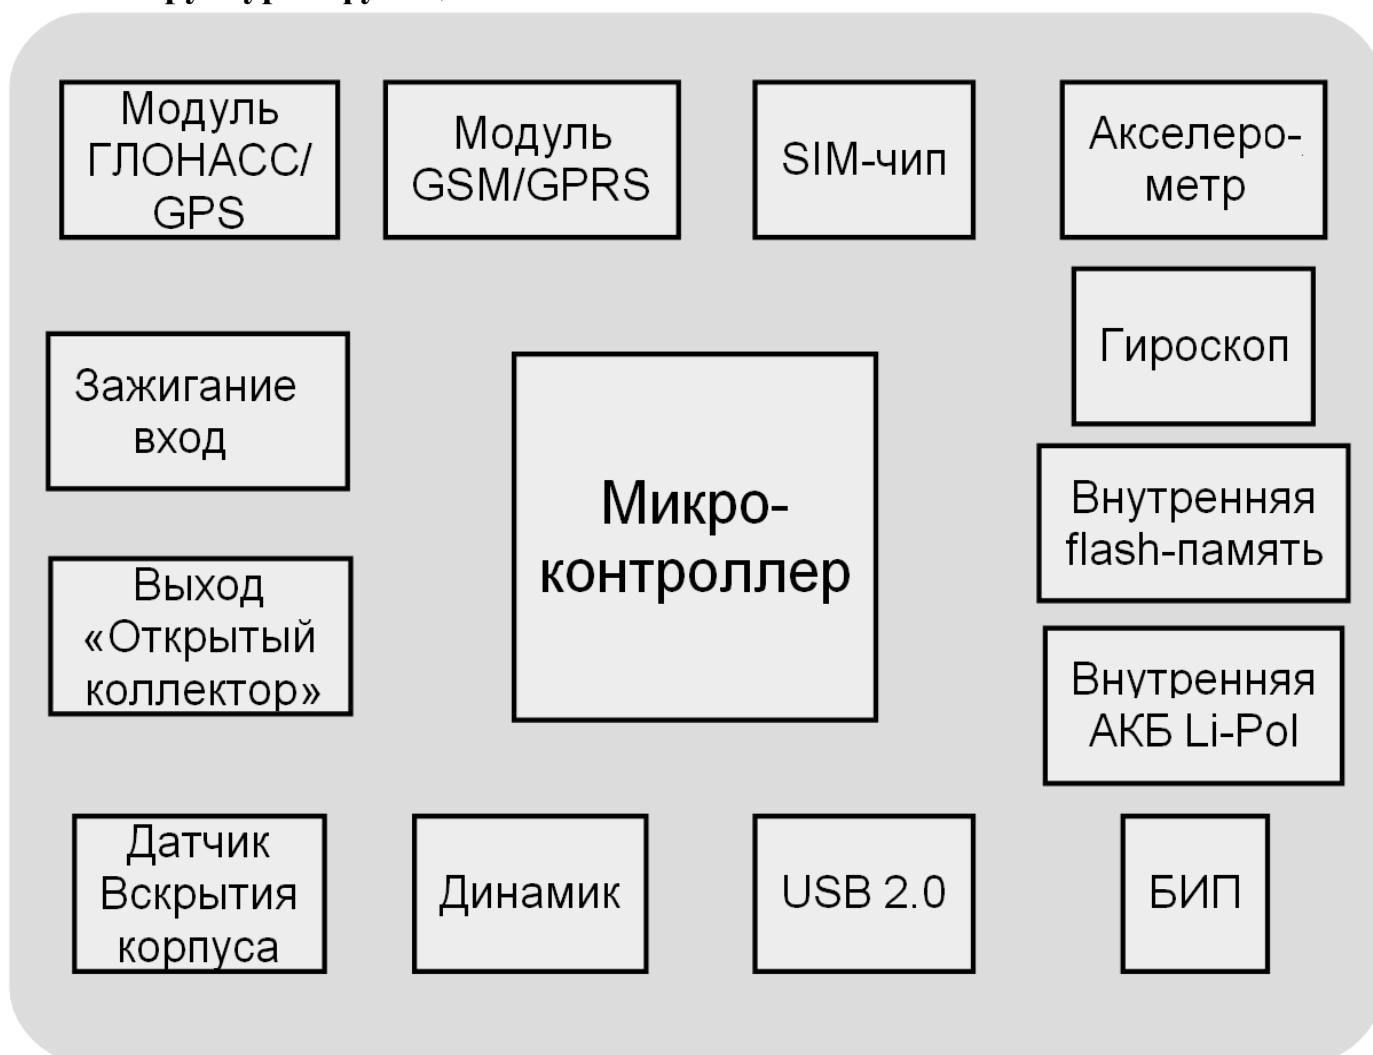 Модуль
ГЛОНАСС/
GPS
Модуль
GSM/GPRS
SIM-чип
Акселеро-
метр
Гироскоп
Зажигание
вход
Микро-
контроллер
Внутренняя
flash-память
Выход
«Открытый
коллектор»
Внутренняя
АКБ Li-Pol
Датчик
Вскрытия
корпуса
Динамик
USB 2.0
БИП